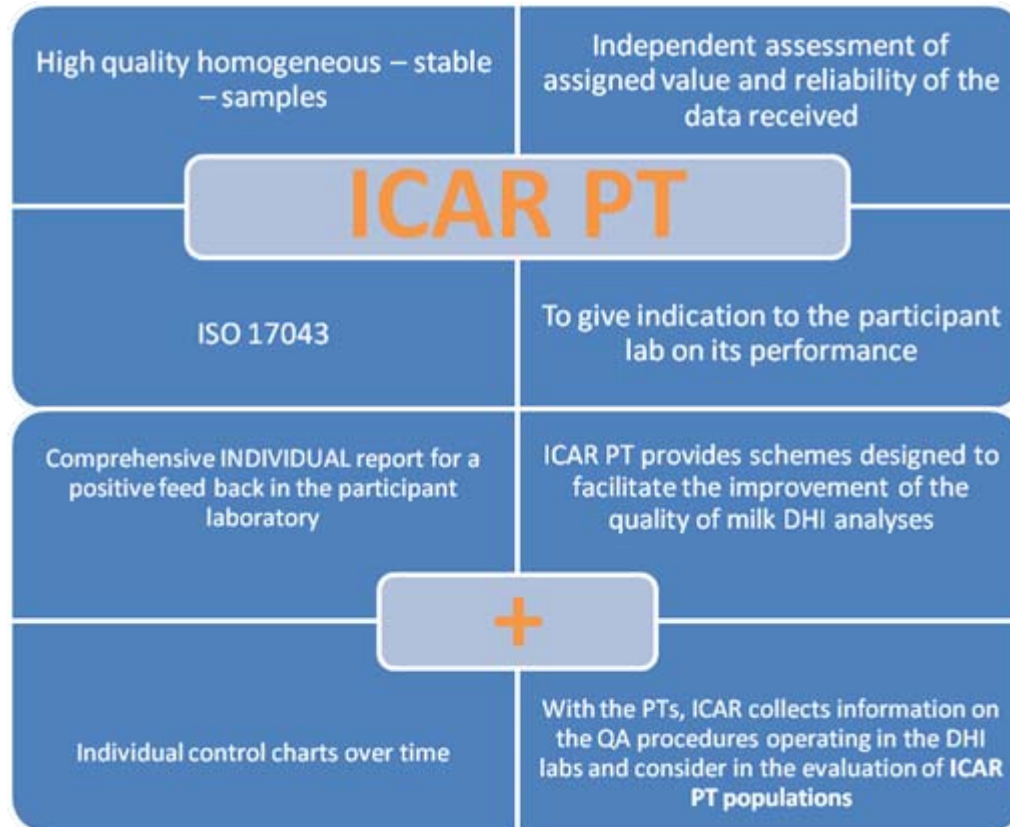 High quality homogeneous – stable
– samples
Independent assessment of
assigned value and reliability of the
data received
ICAR PT
ISO 17043
To give indication to the participant
lab on its performance
Comprehensive INDIVIDUAL report for a
positive feed back in the participant
laboratory
ICAR PT provides schemes designed to
facilitate the improvement of the
quality of milk DHI analyses
+
Individual control charts over time
With the PTs, ICAR collects information on
the QA procedures operating in the DHI
labs and consider in the evaluation of ICAR
PT populations